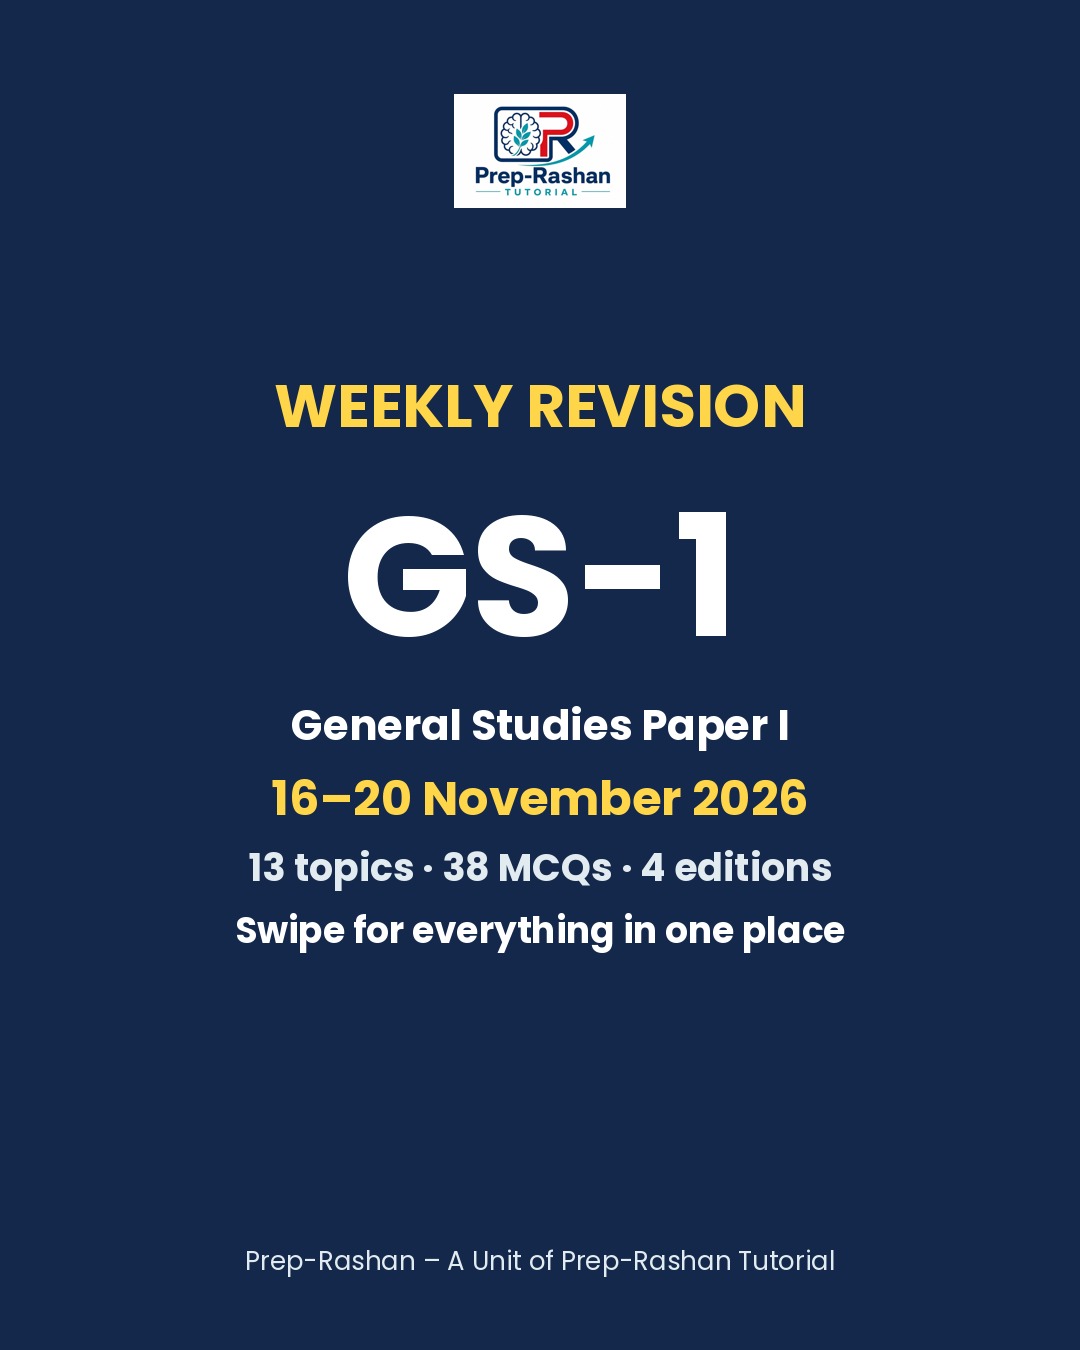 PR
Prep-Rashan
TUTORIAL
WEEKLY REVISION
GS-1
General Studies Paper I
16–20 November 2026
13 topics · 38 MCQs · 4 editions
Swipe for everything in one place
Prep-Rashan – A Unit of Prep-Rashan Tutorial